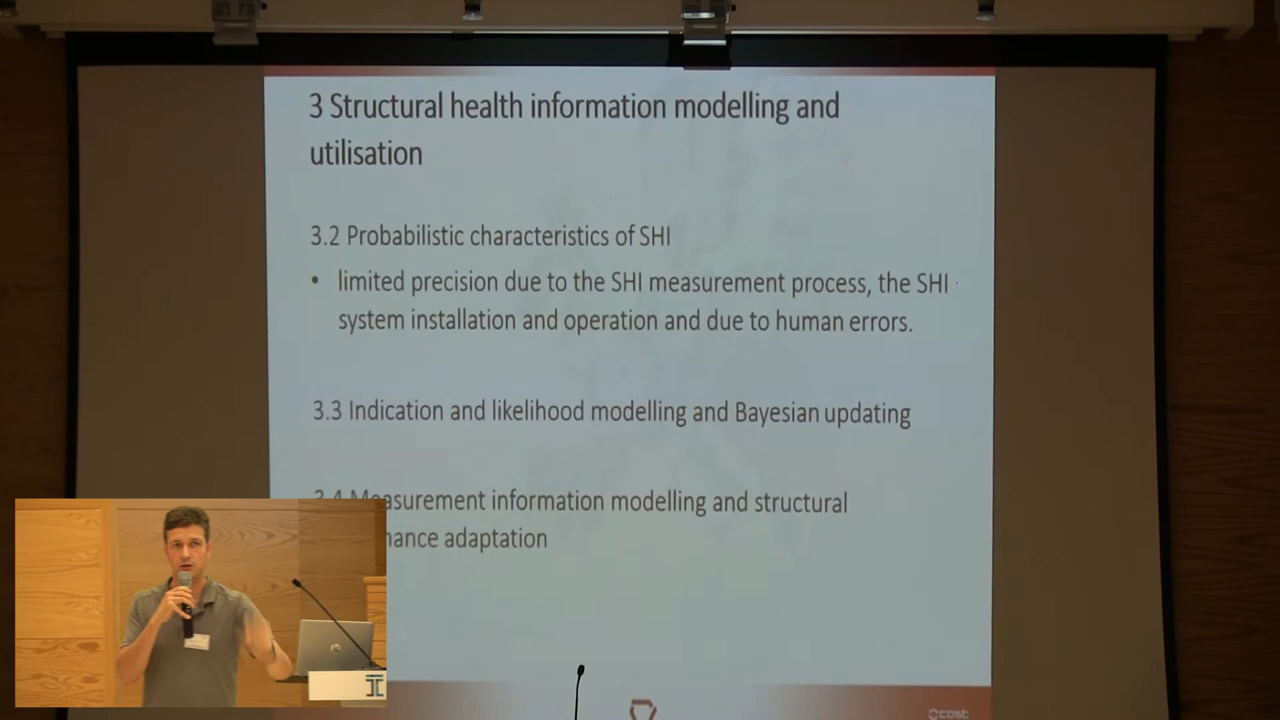 3 Structural health information modelling and
utilisation
3.2 Probabilistic characteristics of SHI
• limited precision due to the SHI measurement process, the SHI
system installation and operation and due to human errors.
3.3 Indication and likelihood modelling and Bayesian updating
3.4 Measurement information modelling and structural
adaptation
cost